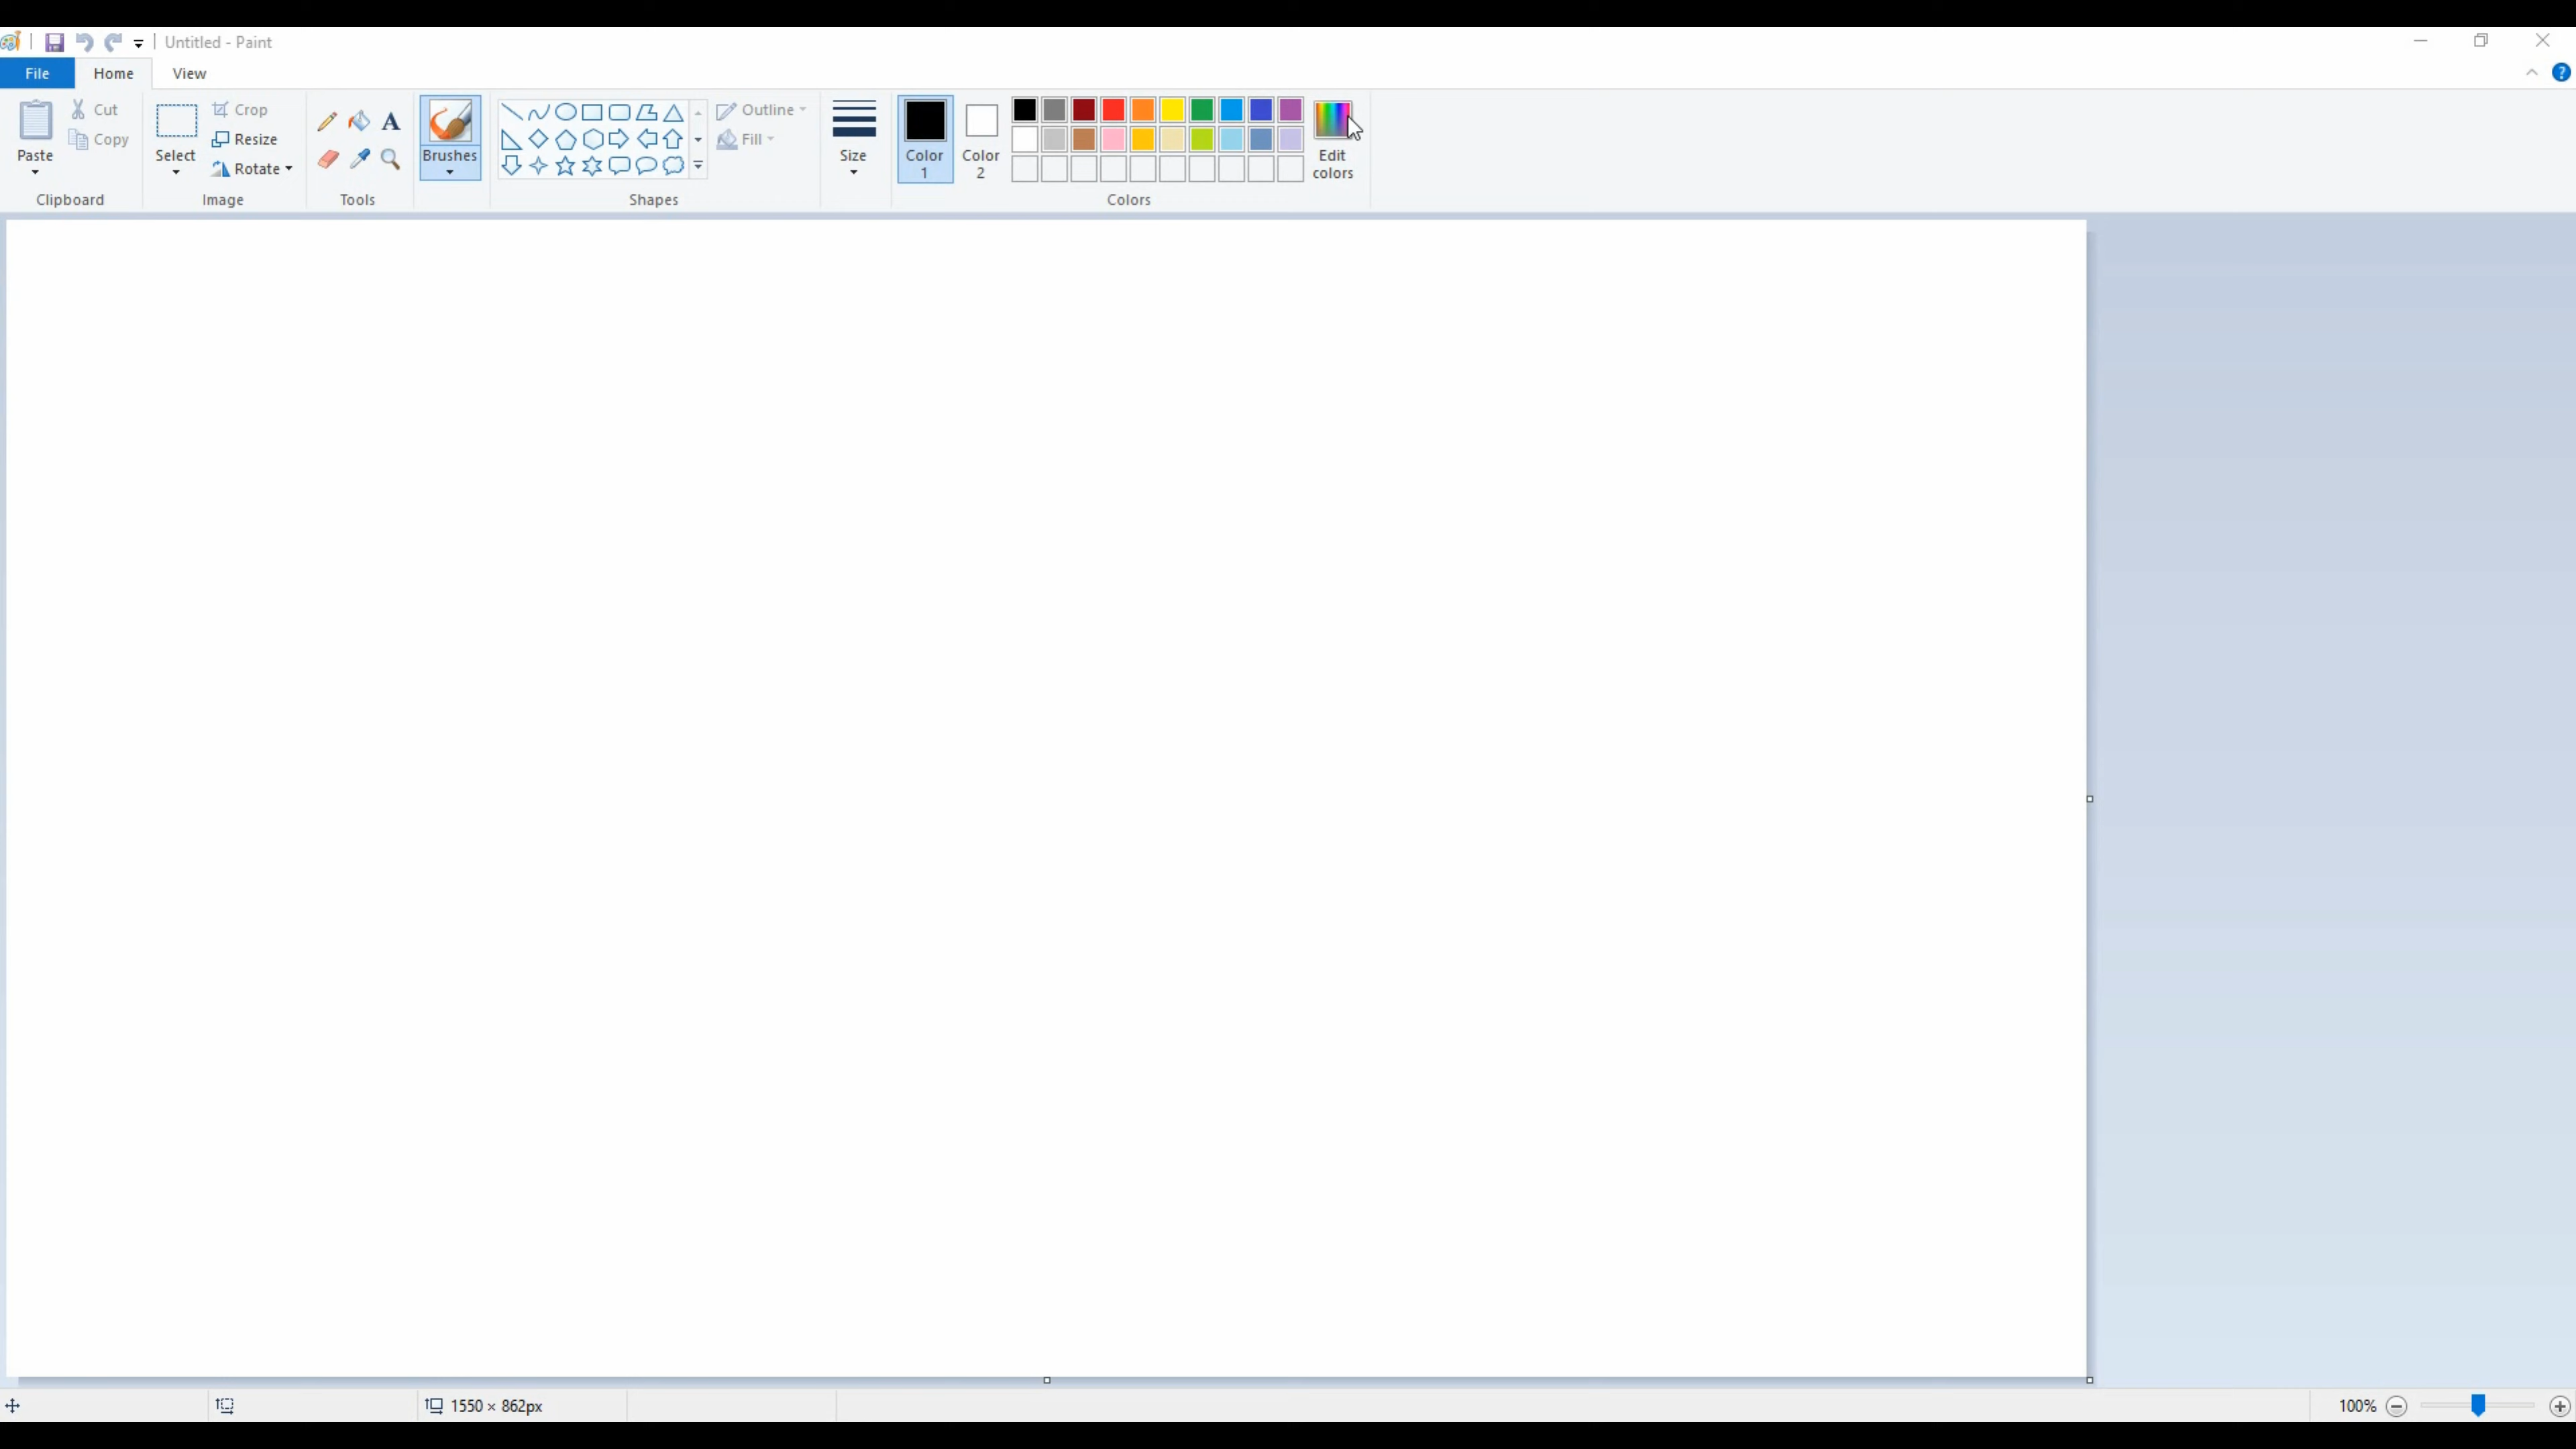 Untitled - Paint
File Home View
Paste Cut Copy Clipboard
Select Crop Resize Rotate Image
A Tools
Brushes
Outline Fill Shapes
Size
Color 1 Color 2 Edit colors Colors
1550 × 862px 100%